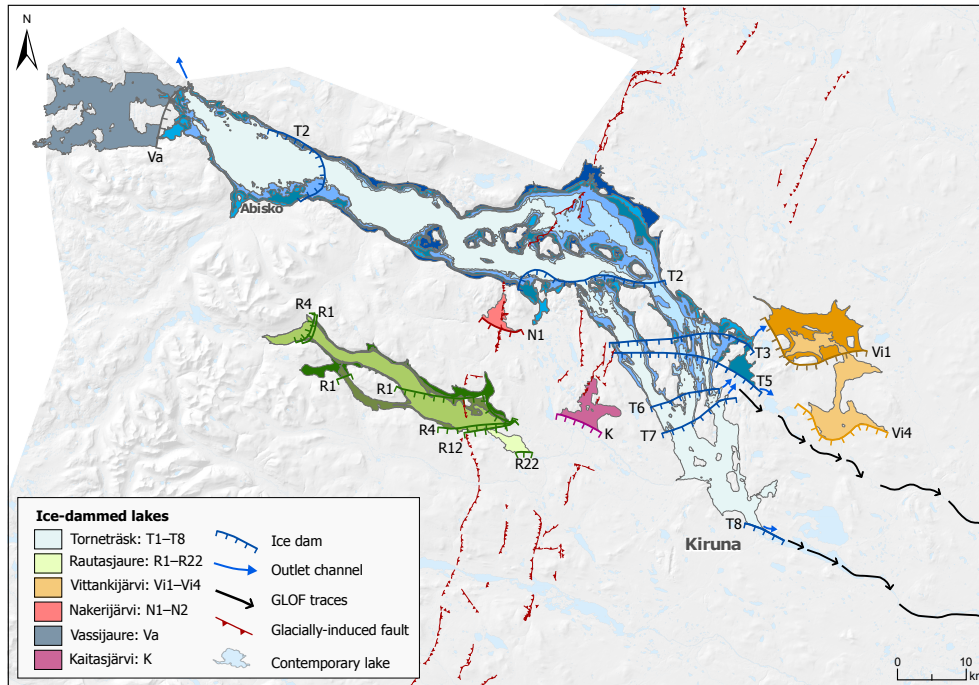 N
T2
Va
Abisko
T2
R4
R1
N1
T3
Vi1
R1
R1
T5
T6
R4
K
T7
Vi4
R12
R22
T8
Kiruna
Ice-dammed lakes
Torneträsk: T1–T8
Rautasjaure: R1–R22
Vittankijärvi: Vi1–Vi4
Nakerijärvi: N1–N2
Vassijaure: Va
Kaitasjärvi: K
Ice dam
Outlet channel
GLOF traces
Glacially-induced fault
Contemporary lake
0 10
km